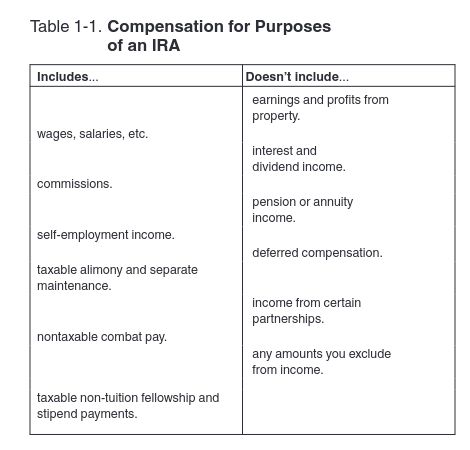 Table 1-1. Compensation for Purposes
of an IRA
Includes...
Doesn't include...
earnings and profits from
property.
wages, salaries, etc.
interest and
dividend income.
commissions.
pension or annuity
income.
self-employment income.
deferred compensation.
taxable alimony and separate
maintenance.
income from certain
partnerships.
nontaxable combat pay.
any amounts you exclude
from income.
taxable non-tuition fellowship and
stipend payments.